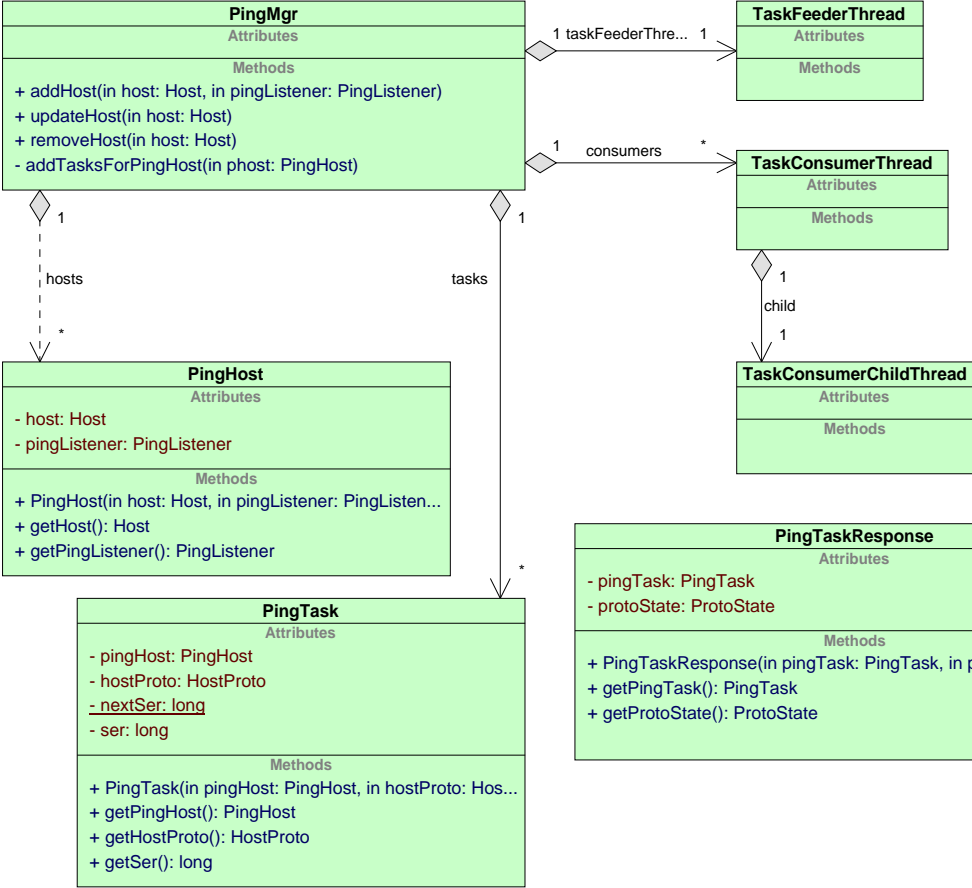 PingMgr
Attributes
Methods
+ addHost(in host: Host, in pingListener: PingListener)
+ updateHost(in host: Host)
+ removeHost(in host: Host)
- addTasksForPingHost(in phost: PingHost)
1 taskFeederThre... 1
TaskFeederThread
Attributes
Methods
1 consumers *
TaskConsumerThread
Attributes
Methods
1
hosts
*
1
tasks
*
1
child
1
PingHost
Attributes
- host: Host
- pingListener: PingListener
Methods
+ PingHost(in host: Host, in pingListener: PingListen...
+ getHost(): Host
+ getPingListener(): PingListener
TaskConsumerChildThread
Attributes
Methods
PingTask
Attributes
- pingHost: PingHost
- hostProto: HostProto
- nextSer: long
- ser: long
Methods
+ PingTask(in pingHost: PingHost, in hostProto: Hos...
+ getPingHost(): PingHost
+ getHostProto(): HostProto
+ getSer(): long
PingTaskResponse
Attributes
- pingTask: PingTask
- protoState: ProtoState
Methods
+ PingTaskResponse(in pingTask: PingTask, in p
+ getPingTask(): PingTask
+ getProtoState(): ProtoState